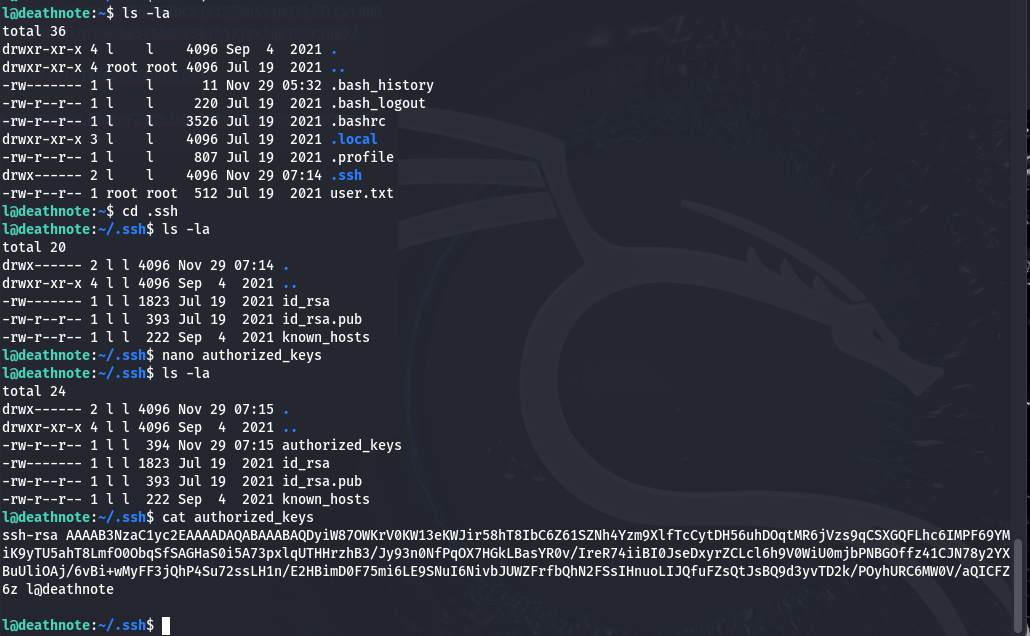 l@deathnote:~$ ls -la
total 36
drwxr-xr-x 4 l    l    4096 Sep  4  2021 .
drwxr-xr-x 4 root root 4096 Jul 19  2021 ..
-rw------- 1 l    l      11 Nov 29 05:32 .bash_history
-rw-r--r-- 1 l    l     220 Jul 19  2021 .bash_logout
-rw-r--r-- 1 l    l    3526 Jul 19  2021 .bashrc
drwxr-xr-x 3 l    l    4096 Jul 19  2021 .local
-rw-r--r-- 1 l    l     807 Jul 19  2021 .profile
drwx------ 2 l    l    4096 Nov 29 07:14 .ssh
-rw-r--r-- 1 root root  512 Jul 19  2021 user.txt
l@deathnote:~$ cd .ssh
l@deathnote:~/.ssh$ ls -la
total 20
drwx------ 2 l l 4096 Nov 29 07:14 .
drwxr-xr-x 4 l l 4096 Sep  4  2021 ..
-rw------- 1 l l 1823 Jul 19  2021 id_rsa
-rw-r--r-- 1 l l  393 Jul 19  2021 id_rsa.pub
-rw-r--r-- 1 l l  222 Sep  4  2021 known_hosts
l@deathnote:~/.ssh$ nano authorized_keys
l@deathnote:~/.ssh$ ls -la
total 24
drwx------ 2 l l 4096 Nov 29 07:15 .
drwxr-xr-x 4 l l 4096 Sep  4  2021 ..
-rw-r--r-- 1 l l  394 Nov 29 07:15 authorized_keys
-rw------- 1 l l 1823 Jul 19  2021 id_rsa
-rw-r--r-- 1 l l  393 Jul 19  2021 id_rsa.pub
-rw-r--r-- 1 l l  222 Sep  4  2021 known_hosts
l@deathnote:~/.ssh$ cat authorized_keys
ssh-rsa AAAAB3NzaC1yc2EAAAADAQABAAABAQDyiW87OWKrV0KW13eKWJir58hT8IbC6Z61SZNh4Yzm9XlfTcCytDH56uhDOqtMR6jVzs9qCSXGQFLhc6IMPF69YM
iK9yTU5ahT8LmfO0ObqSfSAGHaS0i5A73pxlqUTHHrzhB3/Jy93n0NfPqOX7HGkLBasYR0v/IreR74iiBI0JseDxyrZCLcl6h9V0WiU0mjbPNBGOffz41CJN78y2YX
BuUliOAj/6vBi+wMyFF3jQhP4Su72ssLH1n/E2HBimD0F75mi6LE9SNuI6NivbJUWZFrfbQhN2FSsIHnuoLIJQfuFZsQtJsBQ9d3yvTD2k/POyhURC6MW0V/aQICFZ
6z l@deathnote
l@deathnote:~/.ssh$